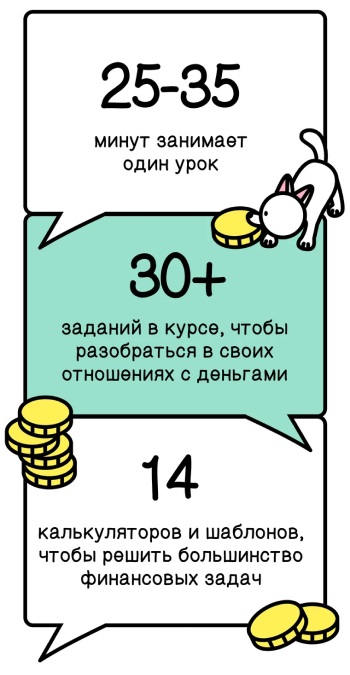 25-35
минут занимает
один урок
30+
заданий в курсе, чтобы
разобраться в своих
отношениях с деньгами
14
калькуляторов и шаблонов,
чтобы решить большинство
финансовых задач